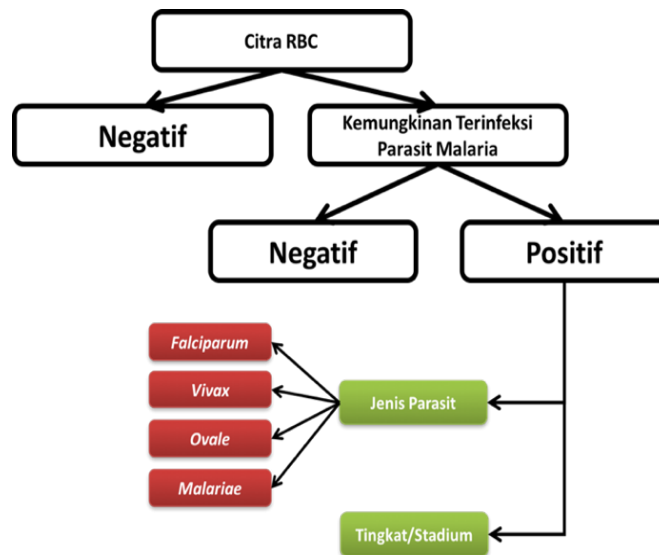 Citra RBC
Negatif
Kemungkinan Terinfeksi
Parasit Malaria
Negatif
Positif
Falciparum
Vivax
Jenis Parasit
Ovale
Malariae
Tingkat/Stadium